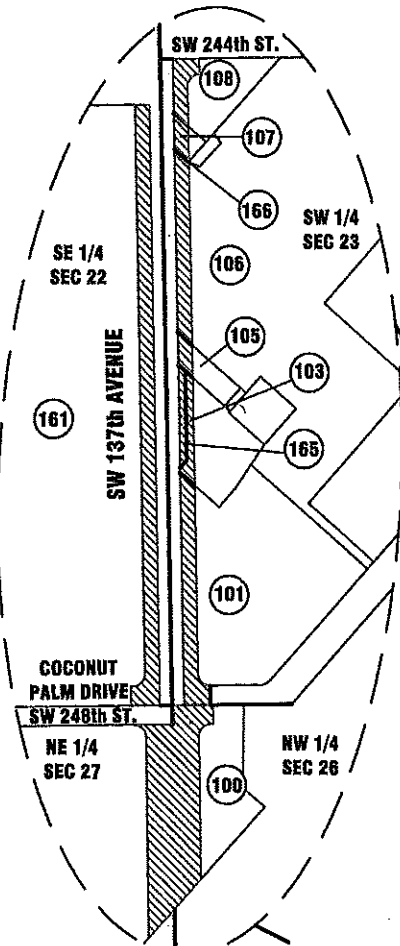 SW 244th ST.
108
107
166
SW 1/4
SEC 23
SE 1/4
SEC 22
106
105
103
SW 137th AVENUE
161
165
101
COCONUT
PALM DRIVE
SW 248th ST.
NE 1/4
SEC 27
NW 1/4
SEC 26
100